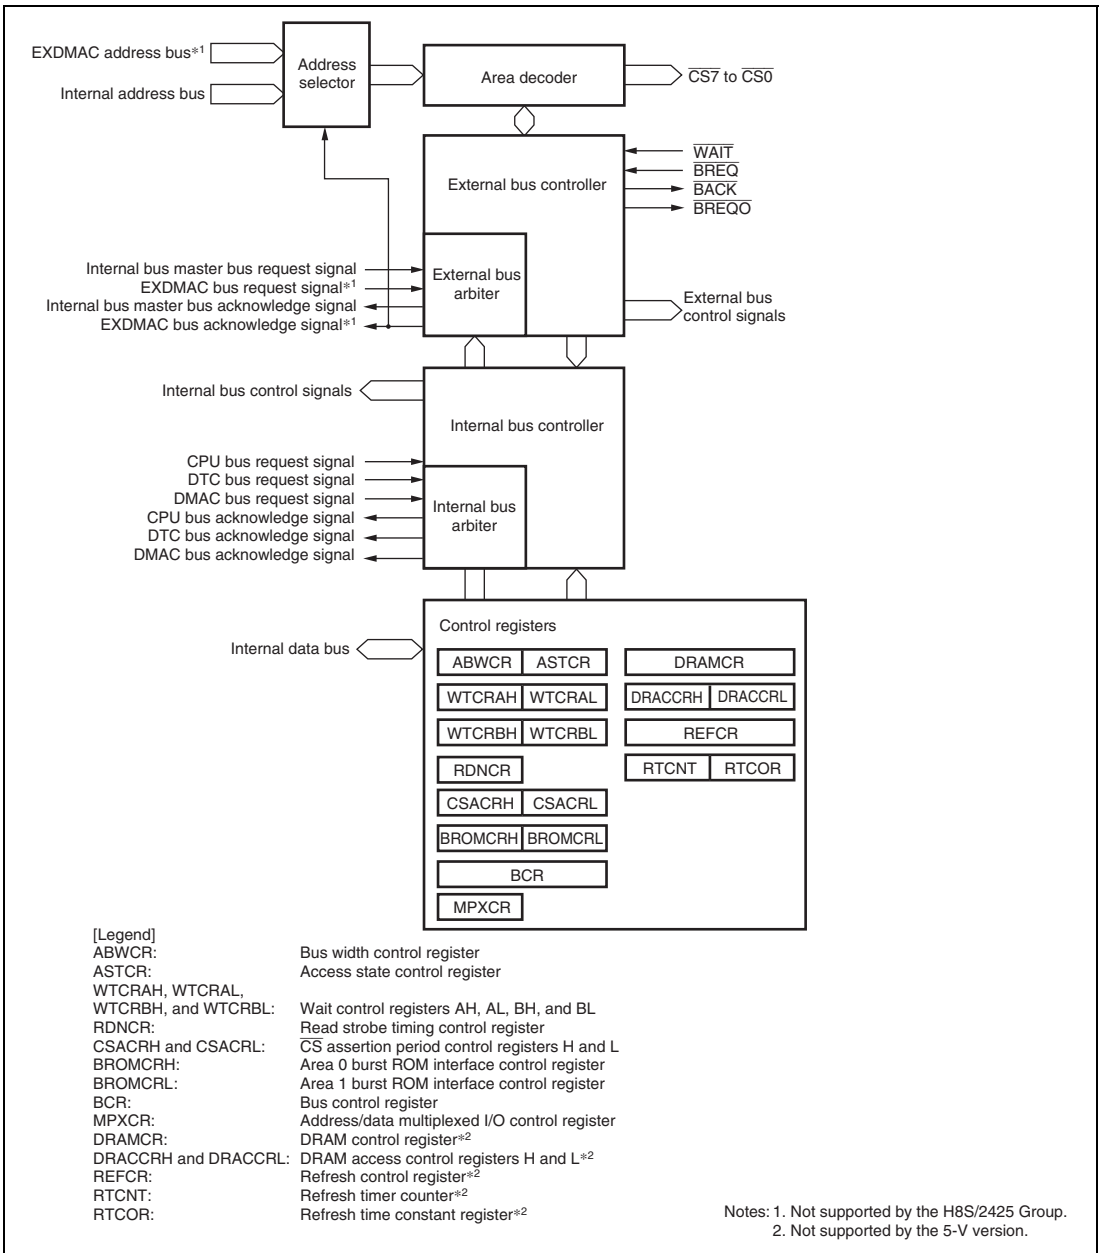 EXDMAC address bus*1
Internal address bus
Address
selector
Area decoder
CS7 to CS0
External bus controller
WAIT
BREQ
BACK
BREQO
Internal bus master bus request signal
EXDMAC bus request signal*1
Internal bus master bus acknowledge signal
EXDMAC bus acknowledge signal*1
External bus
arbiter
External bus
control signals
Internal bus control signals
Internal bus controller
CPU bus request signal
DTC bus request signal
DMAC bus request signal
CPU bus acknowledge signal
DTC bus acknowledge signal
DMAC bus acknowledge signal
Internal bus
arbiter
Internal data bus
Control registers
ABWCR ASTCR DRAMCR
WTCRAH WTCRAL DRACCRH DRACCRL
WTCRBH WTCRBL REFCR
RDNCR RTCNT RTCOR
CSACRH CSACRL
BROMCRH BROMCRL
BCR
MPXCR
[Legend]
ABWCR: Bus width control register
ASTCR: Access state control register
WTCRAH, WTCRAL,
WTCRBH, and WTCRBL: Wait control registers AH, AL, BH, and BL
RDNCR: Read strobe timing control register
CSACRH and CSACRL: CS assertion period control registers H and L
BROMCRH: Area 0 burst ROM interface control register
BROMCRL: Area 1 burst ROM interface control register
BCR: Bus control register
MPXCR: Address/data multiplexed I/O control register
DRAMCR: DRAM control register*2
DRACCRH and DRACCRL: DRAM access control registers H and L*2
REFCR: Refresh control register*2
RTCNT: Refresh timer counter*2
RTCOR: Refresh time constant register*2
Notes: 1. Not supported by the H8S/2425 Group.
2. Not supported by the 5-V version.